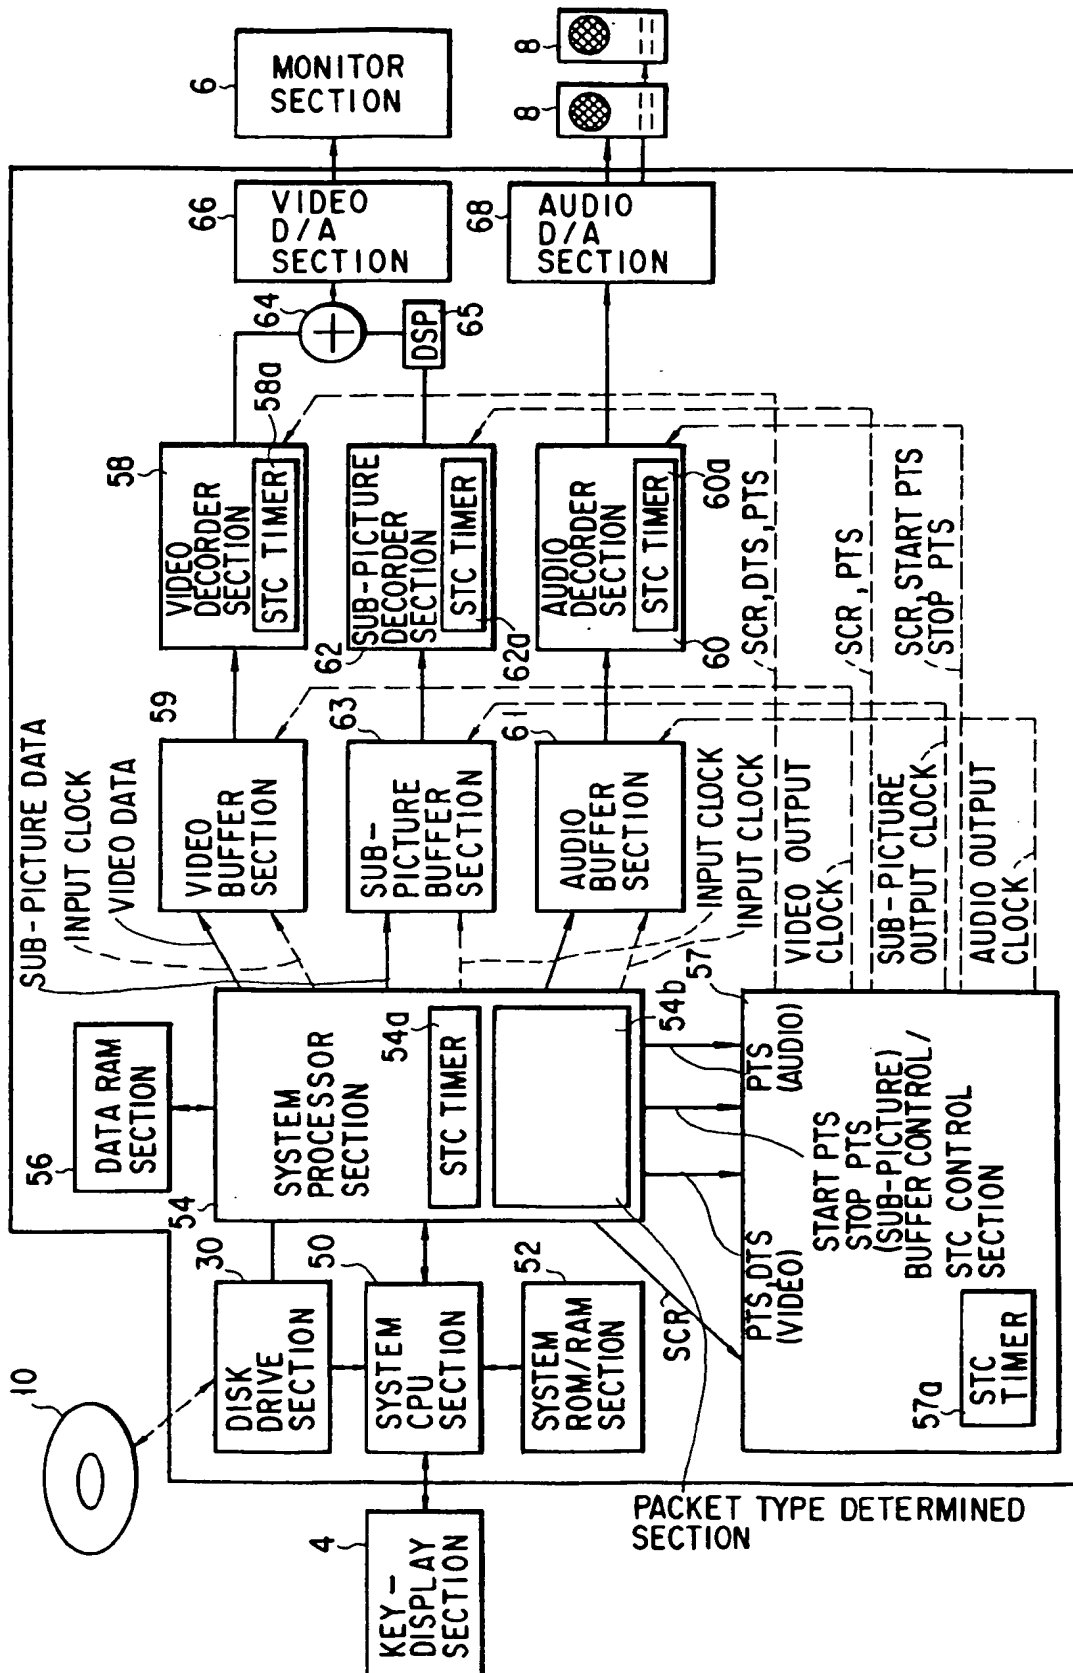 10
4
KEY-
DISPLAY
SECTION
30
DISK
DRIVE
SECTION
50
SYSTEM
CPU
SECTION
52
SYSTEM
ROM/RAM
SECTION
56
DATA RAM
SECTION
54
SYSTEM
PROCESSOR
SECTION
STC TIMER
54a
54b
PACKET TYPE DETERMINED
SECTION
SUB-PICTURE DATA
INPUT CLOCK
VIDEO DATA
59
VIDEO
BUFFER
SECTION
63
SUB-
PICTURE
BUFFER
SECTION
61
AUDIO
BUFFER
SECTION
INPUT CLOCK
INPUT CLOCK
58
VIDEO
DECORDER
SECTION
STC TIMER
58a
62
SUB-PICTURE
DECORDER
SECTION
STC TIMER
62a
60
AUDIO
DECORDER
SECTION
STC TIMER
60a
64
DSP
65
66
VIDEO
D/A
SECTION
68
AUDIO
D/A
SECTION
6
MONITOR
SECTION
8
8
SCR
PTS,DTS
(VIDEO)
START PTS
STOP PTS
(SUB-PICTURE)
PTS
(AUDIO)
57
BUFFER CONTROL/
STC CONTROL
SECTION
57a
STC
TIMER
VIDEO OUTPUT
CLOCK
SUB-PICTURE
OUTPUT CLOCK
AUDIO OUTPUT
CLOCK
SCR,DTS,PTS
SCR,PTS
SCR,START PTS
STOP PTS